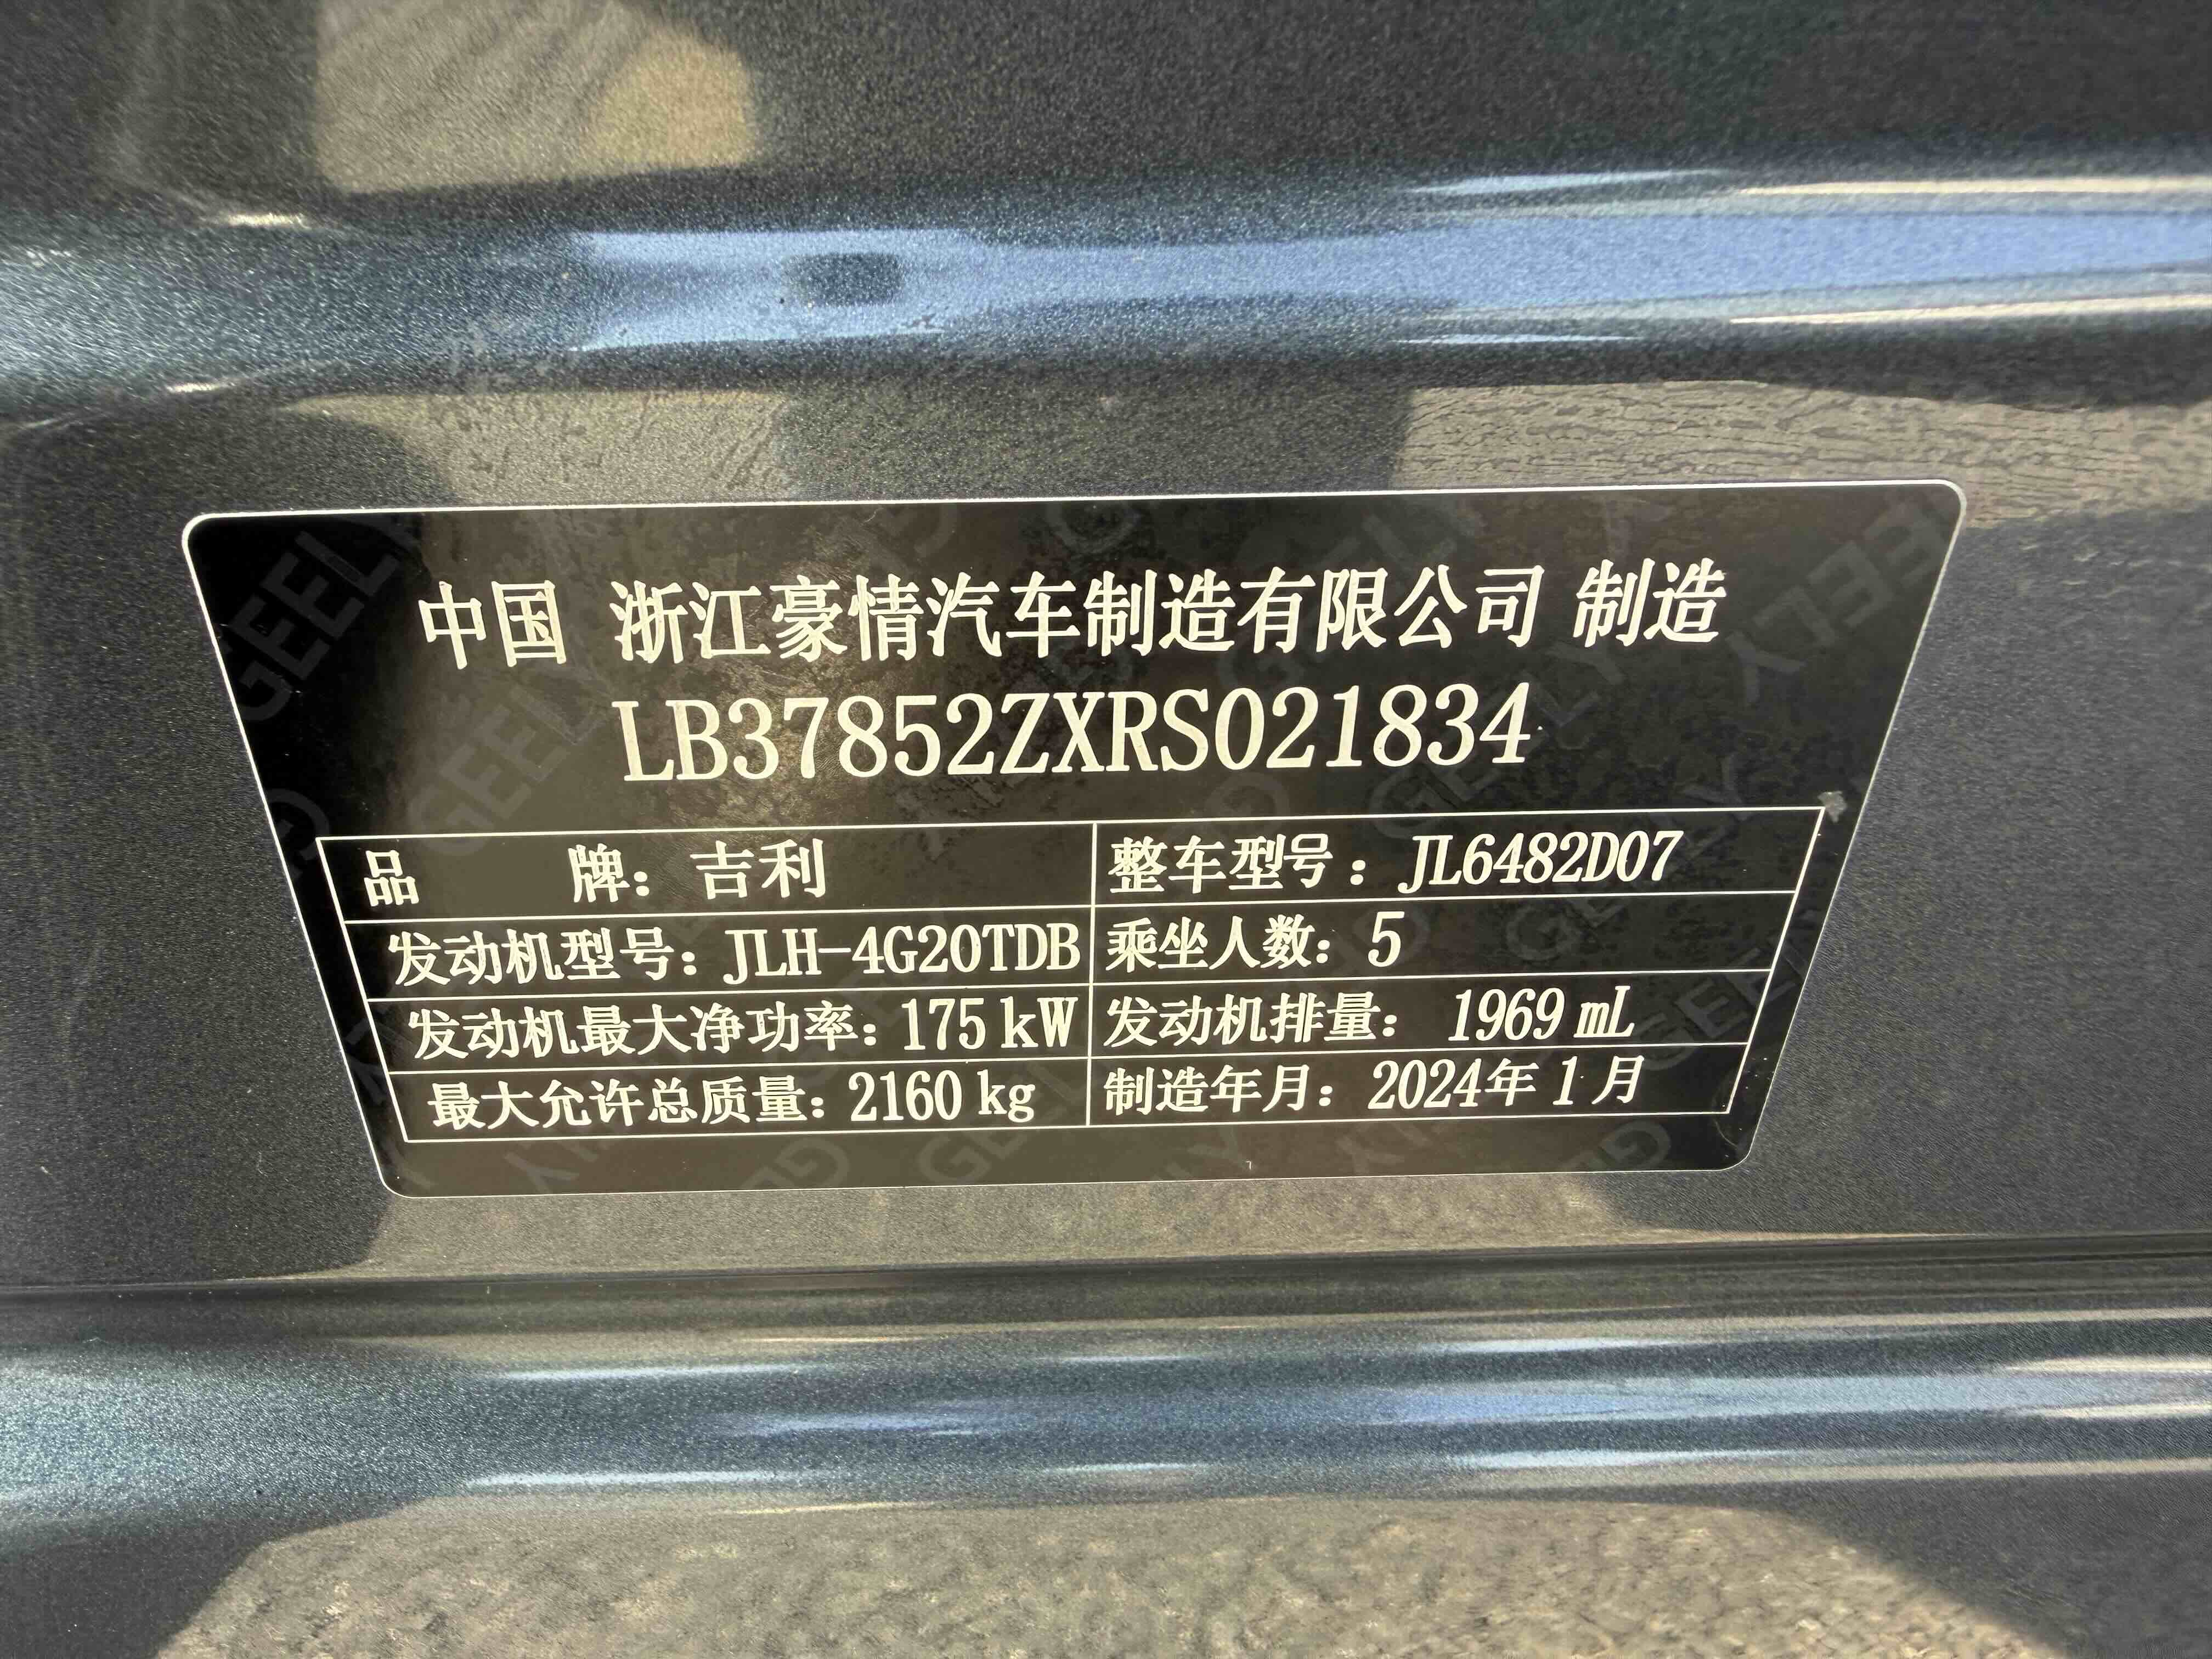 中国 浙江豪情汽车制造有限公司 制造
LB37852ZXRS021834
品 牌：吉利 整车型号：JL6482D07
发动机型号：JLH-4G20TDB 乘坐人数：5
发动机最大净功率：175 kW 发动机排量： 1969 mL
最大允许总质量：2160 kg 制造年月：2024年1月